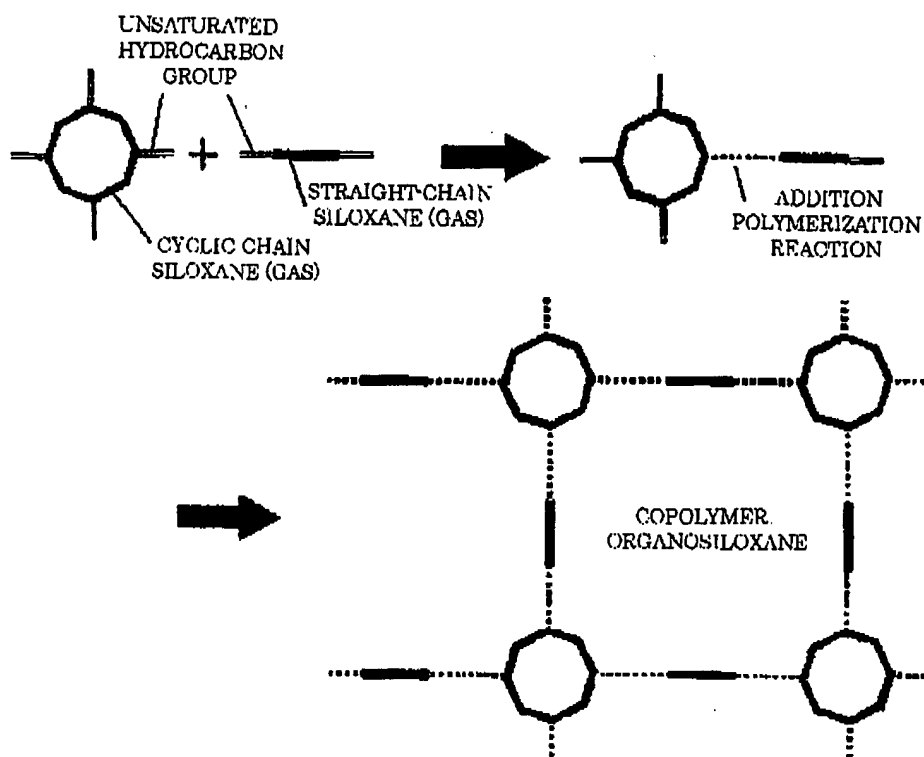 UNSATURATED
HYDROCARBON
GROUP
+
STRAIGHT-CHAIN
SILOXANE (GAS)
CYCLIC CHAIN
SILOXANE (GAS)
ADDITION
POLYMERIZATION
REACTION
COPOLYMER
ORGANOSILOXANE